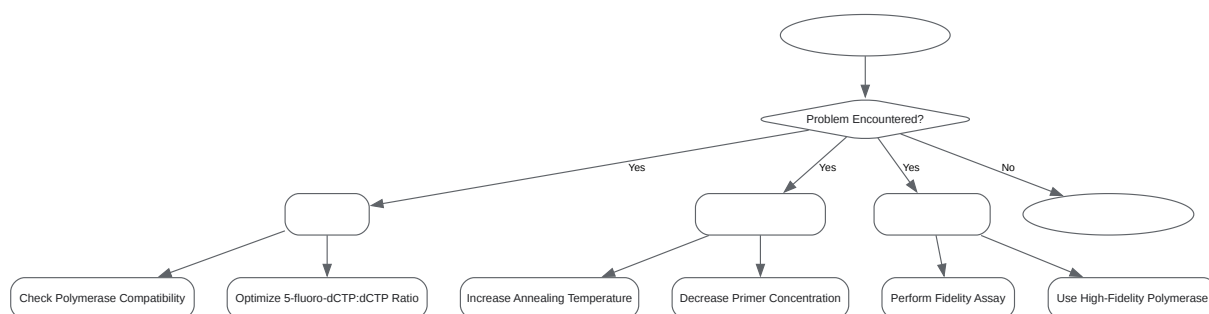 Problem Encountered?
Yes
Yes
Yes
No
Check Polymerase Compatibility
Optimize 5-fluoro-dCTP:dCTP Ratio
Increase Annealing Temperature
Decrease Primer Concentration
Perform Fidelity Assay
Use High-Fidelity Polymerase